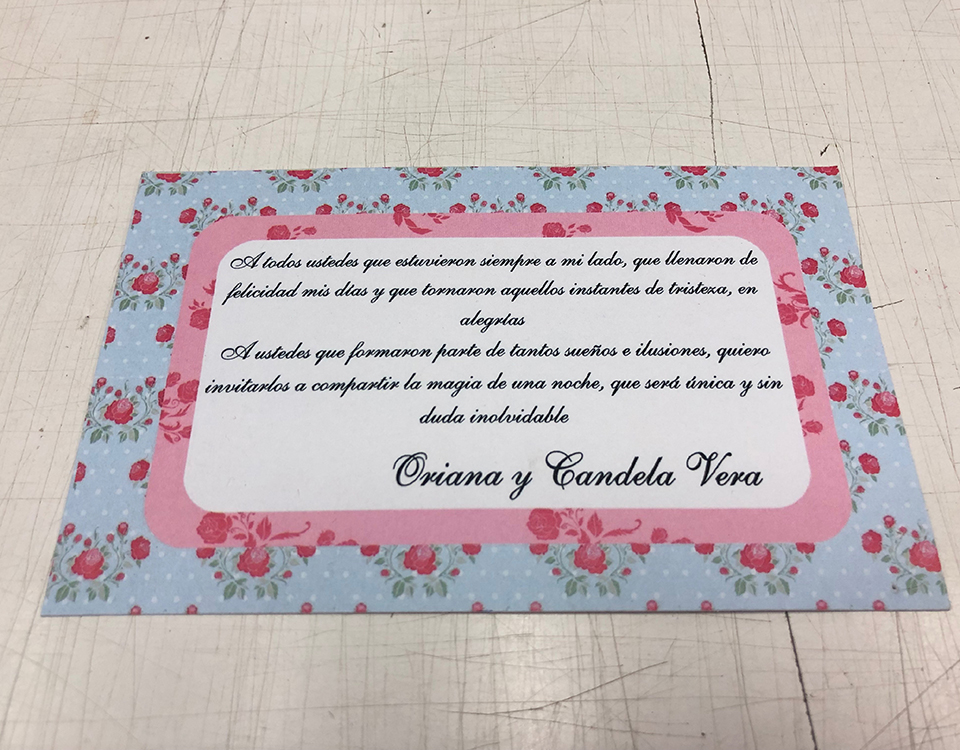 A todos ustedes que estuvieron siempre a mi lado, que llenaron de
felicidad mis días y que tornaron aquellos instantes de tristeza, en
alegrías
A ustedes que formaron parte de tantos sueños e ilusiones, quiero
invitarlos a compartir la magia de una noche, que será única y sin
duda inolvidable
Oriana y Candela Vera